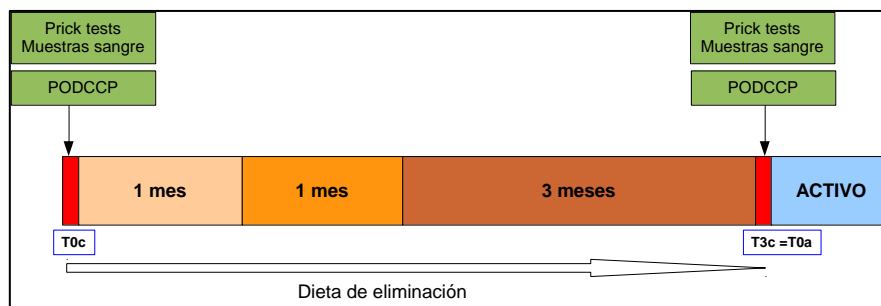 Prick tests
Muestras sangre
PODCCP
Prick tests
Muestras sangre
PODCCP
1 mes
1 mes
3 meses
ACTIVO
T0c
T3c =T0a
Dieta de eliminación